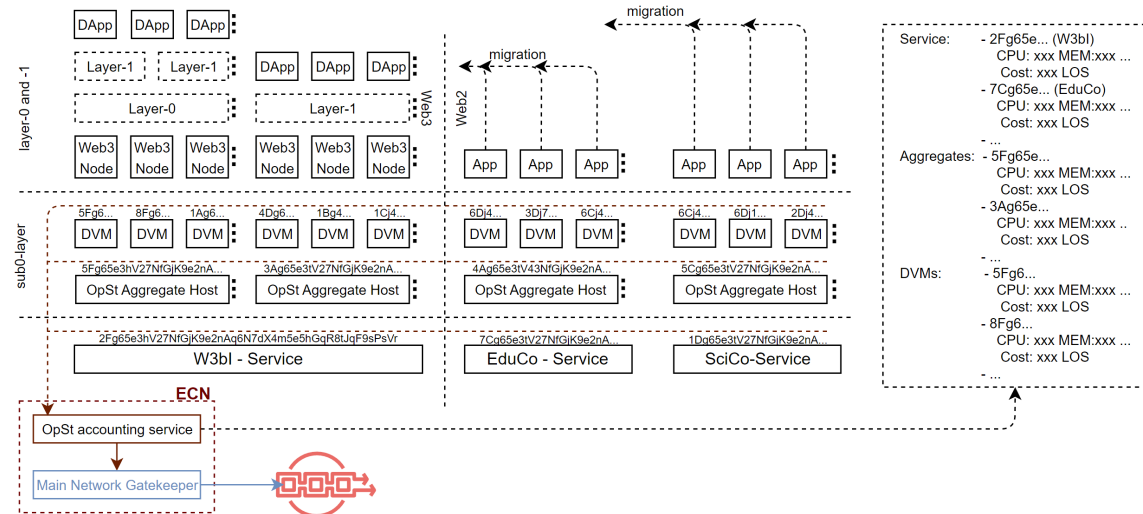 DApp DApp DApp
migration
Layer-1 Layer-1 DApp DApp DApp
migration
Layer-0 Layer-1
layer-0 and -1
Web3
Web2
Web3 Node Web3 Node Web3 Node Web3 Node Web3 Node Web3 Node
App App App App App App
sub0-layer
5Fg6... 8Fg6... 1Ag6... 4Dg6... 1Bg4... 1Cj4... 6Dj4... 3Dj7... 6Cj4... 6Cj4... 6Dj1... 2Dj4...
DVM DVM DVM DVM DVM DVM DVM DVM DVM DVM DVM DVM
5Fg65e3hV27NfGjK9e2nA... 3Ag65e3tV27NfGjK9e2nA... 4Ag65e3tV43NfGjK9e2nA... 5Cg65e3tV27NfGjK9e2nA...
OpSt Aggregate Host OpSt Aggregate Host OpSt Aggregate Host OpSt Aggregate Host
2Fg65e3hV27NfGjK9e2nAq6N7dX4m5e5hGqR8tJqF9sPsVr 7Cg65e3tV27NfGjK9e2nA... 1Dg65e3tV27NfGjK9e2nA...
W3bI - Service EduCo - Service SciCo-Service
ECN
OpSt accounting service
Main Network Gatekeeper
Service: - 2Fg65e... (W3bI)
CPU: xxx MEM:xxx ...
Cost: xxx LOS
- 7Cg65e... (EduCo)
CPU: xxx MEM:xxx ...
Cost: xxx LOS
- ...
Aggregates: - 5Fg65e...
CPU: xxx MEM:xxx ...
Cost: xxx LOS
- 3Ag65e...
CPU: xxx MEM:xxx ..
Cost: xxx LOS
- ...
DVMs: - 5Fg6...
CPU: xxx MEM:xxx ...
Cost: xxx LOS
- 8Fg6...
CPU: xxx MEM:xxx ...
Cost: xxx LOS
- ...